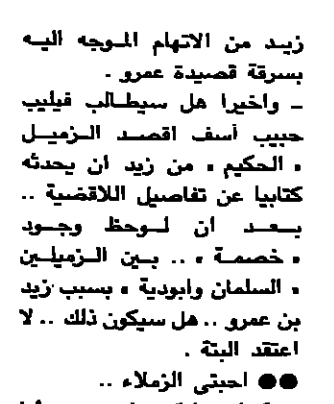 زيد من الاتهام الموجه اليه
بسرقة قصيدة عمرو .
ـ واخيرا هل سيطالب فيليب
حبيب أسف اقصد الزميل
« الحكيم » من زيد ان يحدثه
كتابيا عن تفاصيل اللاقضية ..
بعد ان لوحظ وجود
« خصمة » .. بين الزميلين
« السلمان وابودية » بسبب زيد
بن عمرو .. هل سيكون ذلك .. لا
اعتقد البتة .
●● احبتى الزملاء ..